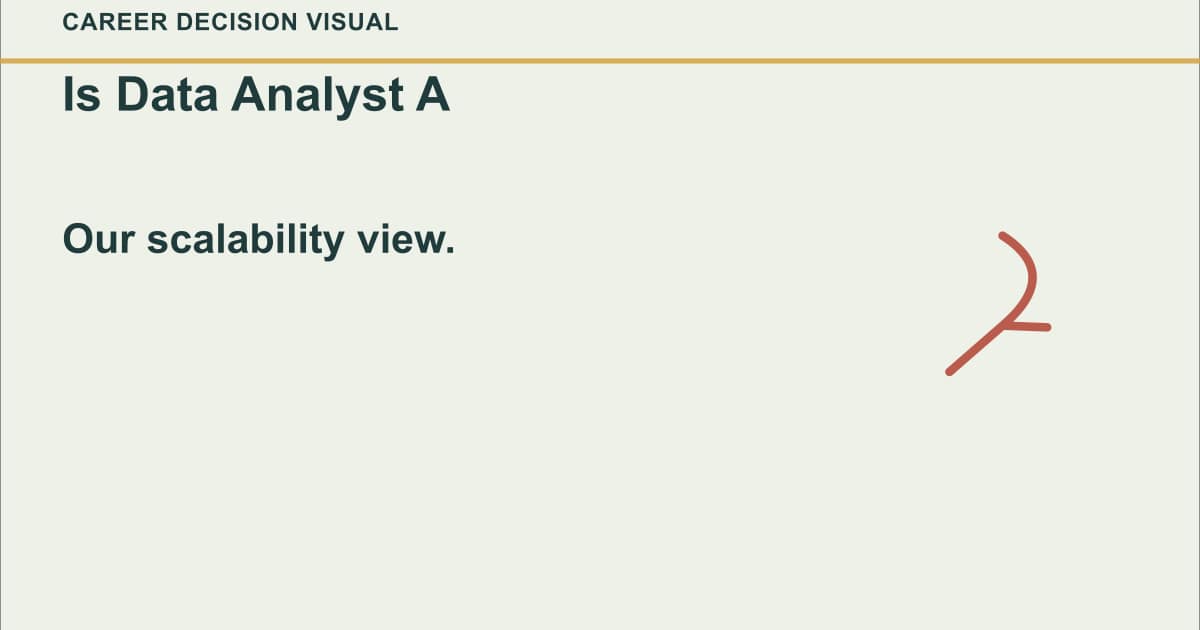 CAREER DECISION VISUAL
Is Data Analyst A
Our scalability view.